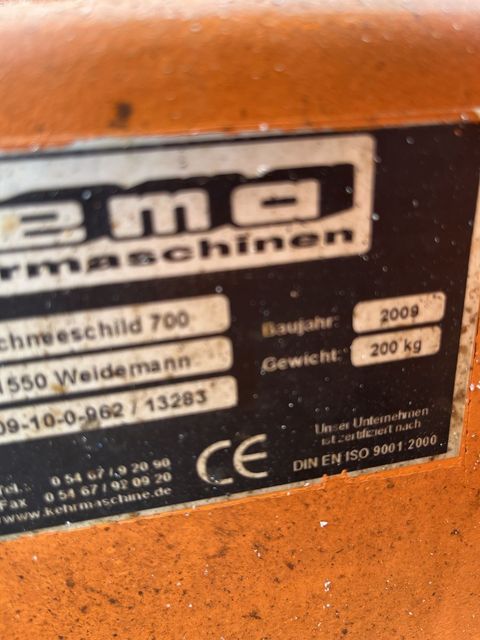 ema
hrmaschinen
chneeschild 700
1550 Weidemann
09-10-0-962 / 13283
Baujahr: 2009
Gewicht: 200 kg
Tel.: 0 54 67 / 9 20 90
Fax 0 54 67 / 92 09 20
www.kehrmaschine.de
CE
Unser Unternehmen
ist zertifiziert nach
DIN EN ISO 9001:2000